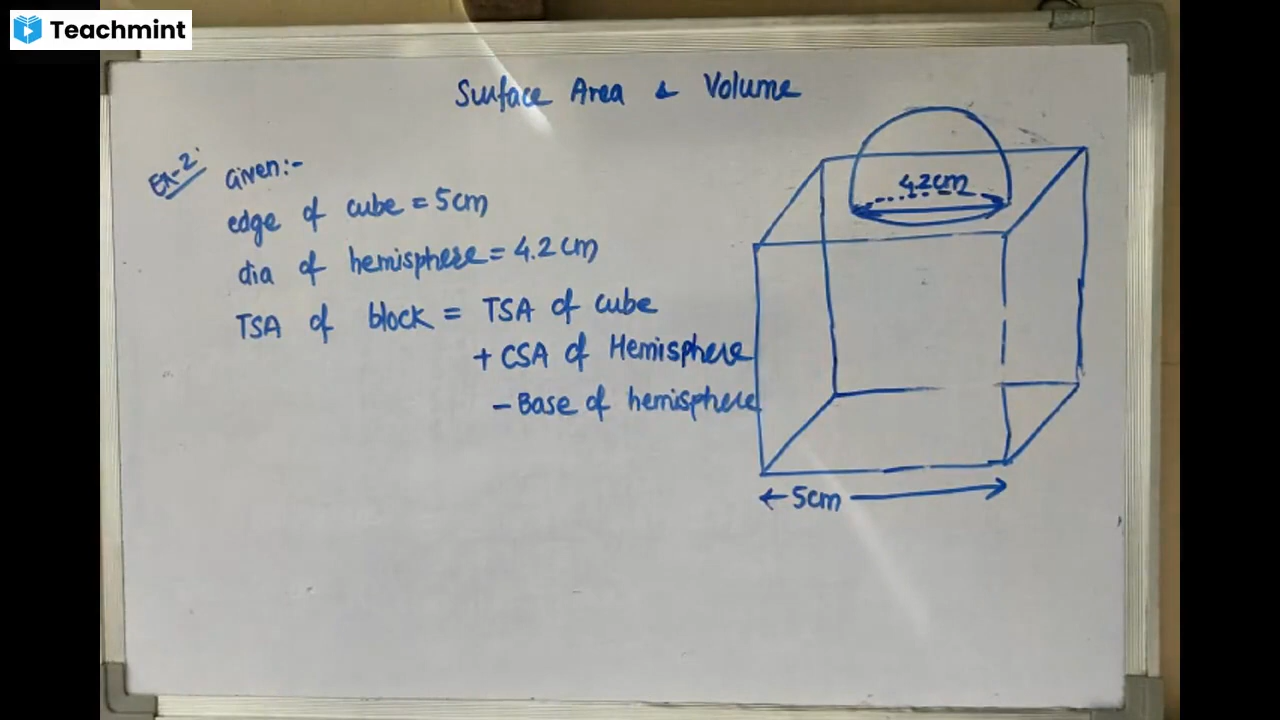 Teachmint
Surface Area & Volume
Ex-2.
Given:-
edge of cube = 5cm
dia of hemisphere = 4.2 cm
TSA of block = TSA of cube
+ CSA of Hemisphere
- Base of hemisphere
4.2cm
5cm